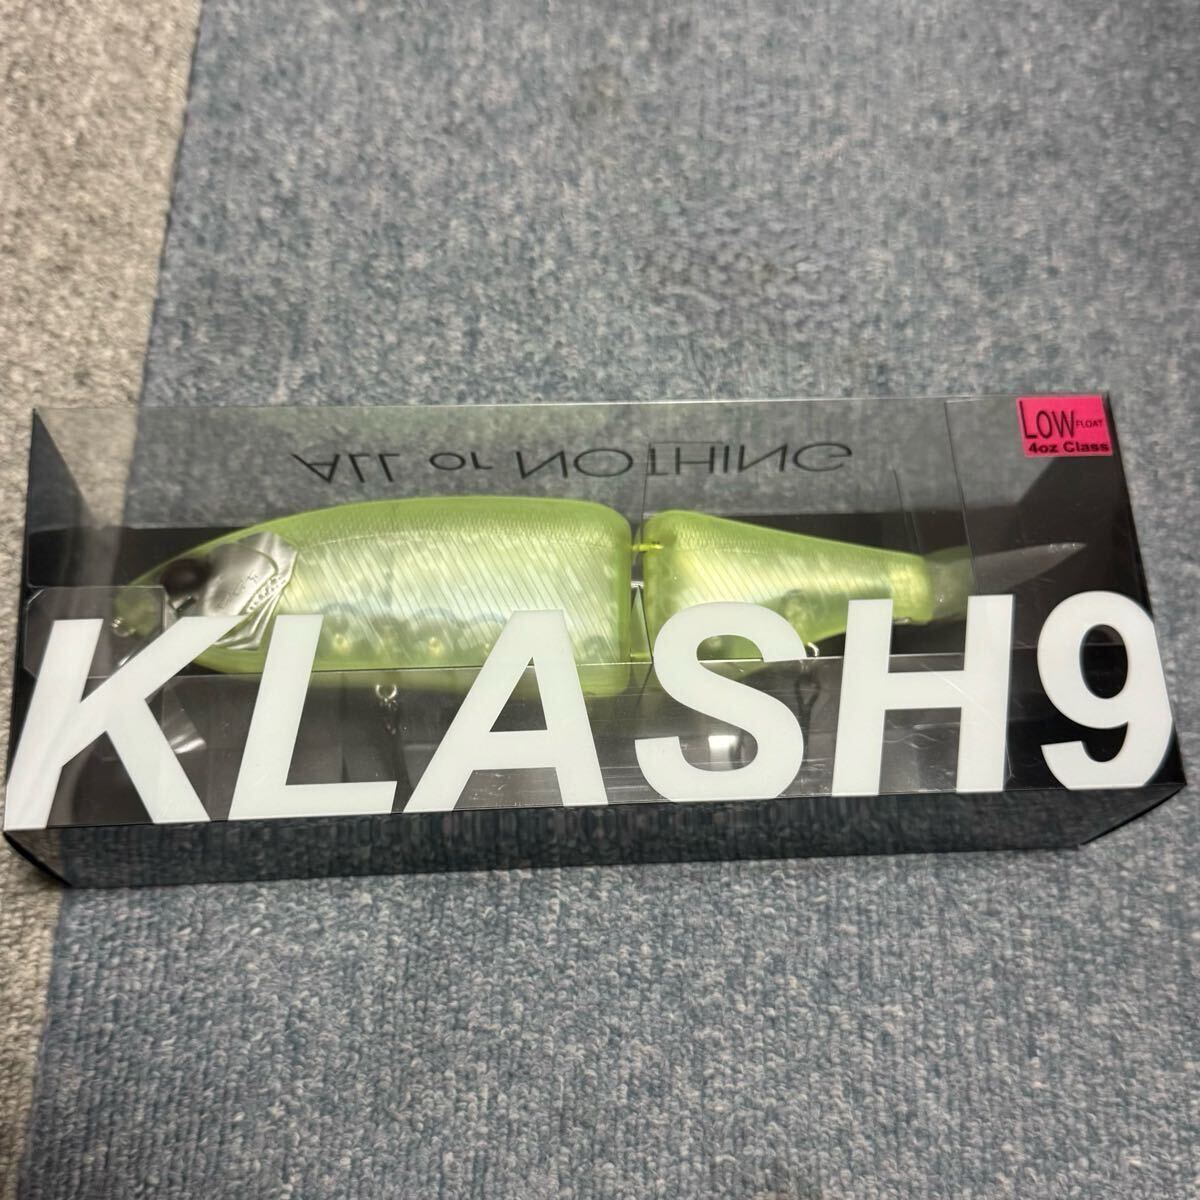 LOW FLOAT
4oz Class
ALL or NOTHING
KLASH9